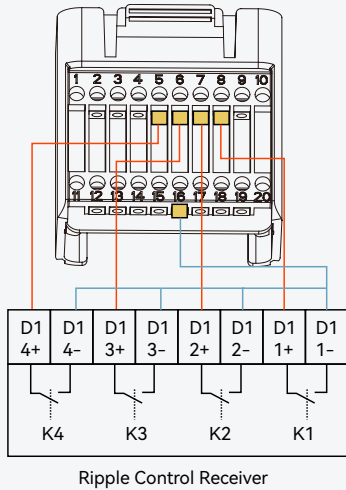 1 2 3 4 5 6 7 8 9 10
11 12 13 14 15 16 17 18 19 20
D1 D1 D1 D1 D1 D1 D1 D1
4+ 4- 3+ 3- 2+ 2- 1+ 1-
K4 K3 K2 K1
Ripple Control Receiver